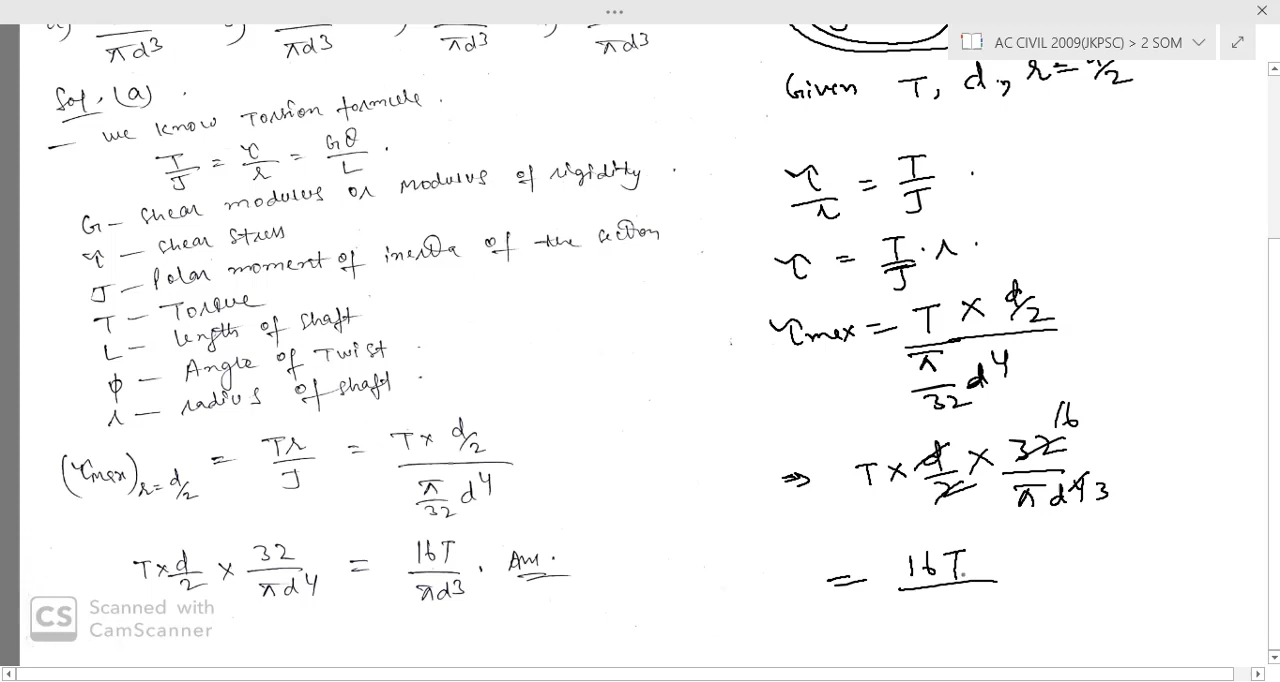 a) πd3 b) πd3 , πd3 ) πd3
AC CIVIL 2009(JKPSC) > 2 SOM
Given T, d, r = d/2
Sol. (a) .
— we know Torsion formule .
T/J = τ/r = Gθ/L .
G — Shear modulus or modulus of rigidity .
τ — Shear Stress
J — Polar moment of inertia of the action
T — Torque
L — length of shaft
φ — Angle of Twist .
r — radius of shaft .
(τmax)r=d/2 = Tr/J = T × d/2 / π/32 d4
T × d/2 × 32/πd4 = 16T/πd3 . Ans.
τ/r = T/J .
τ = T/J . r .
τmax = T × d/2 / π/32 d4
⇒ T × d/2 × 32 16/πd4 3
= 16T
CS Scanned with
CamScanner